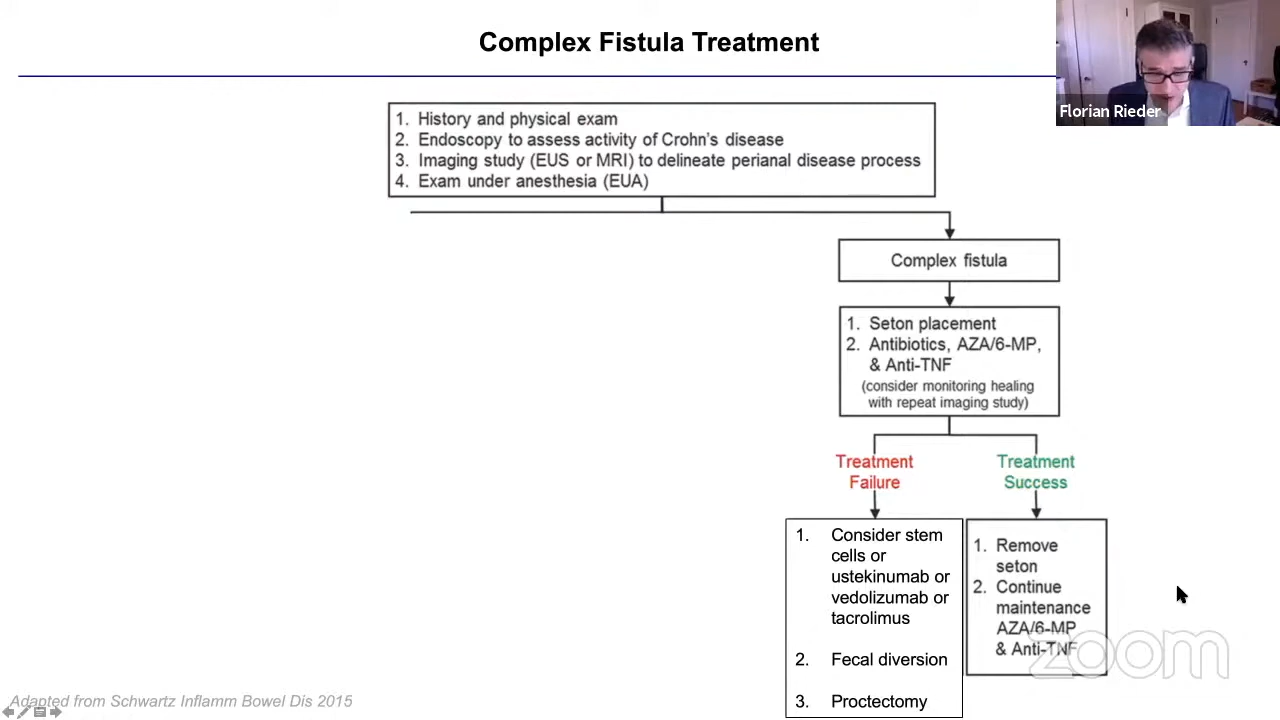 Complex Fistula Treatment
Florian Rieder
1. History and physical exam
2. Endoscopy to assess activity of Crohn's disease
3. Imaging study (EUS or MRI) to delineate perianal disease process
4. Exam under anesthesia (EUA)
Complex fistula
1. Seton placement
2. Antibiotics, AZA/6-MP,
& Anti-TNF
(consider monitoring healing
with repeat imaging study)
Treatment
Failure
Treatment
Success
1. Consider stem
cells or
ustekinumab or
vedolizumab or
tacrolimus
2. Fecal diversion
3. Proctectomy
1. Remove
seton
2. Continue
maintenance
AZA/6-MP
& Anti-TNF
zoom
Adapted from Schwartz Inflamm Bowel Dis 2015